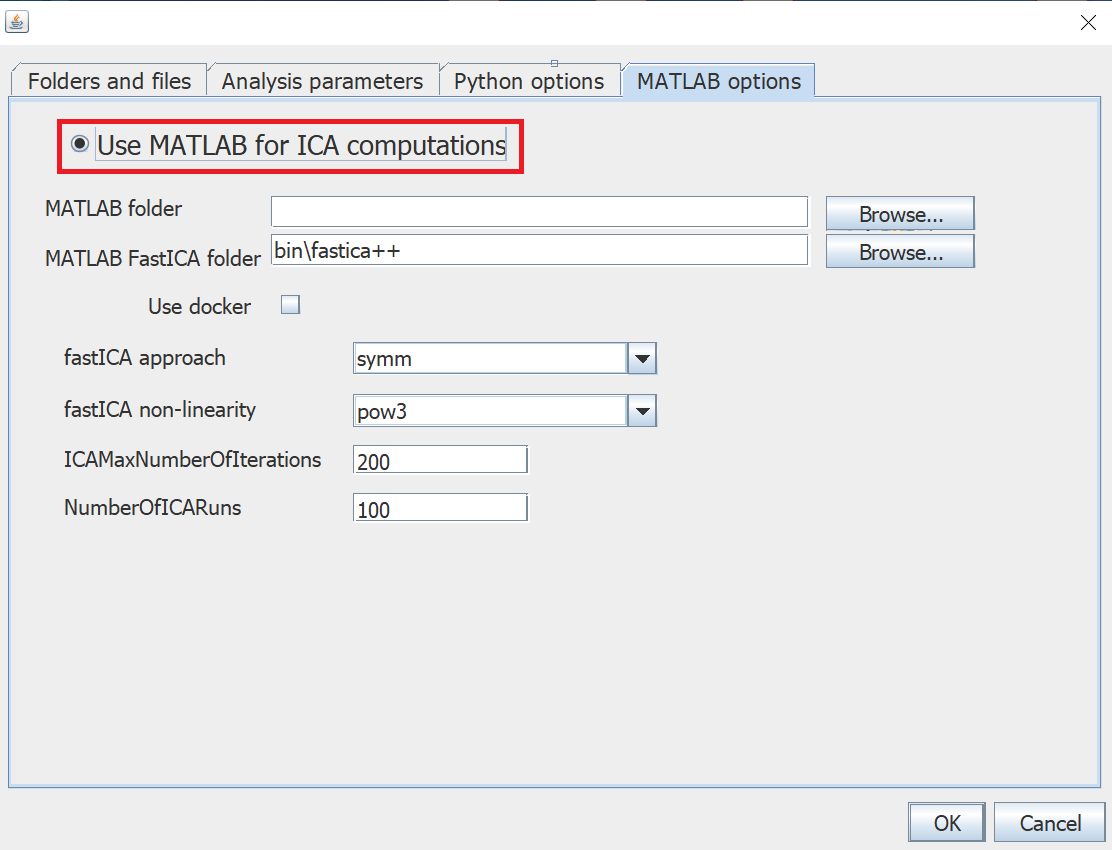 Folders and files Analysis parameters Python options MATLAB options
Use MATLAB for ICA computations
MATLAB folder Browse...
MATLAB FastICA folder bin\fastica++ Browse...
Use docker
fastICA approach symm
fastICA non-linearity pow3
ICAMaxNumberOfIterations 200
NumberOfICARuns 100
OK Cancel